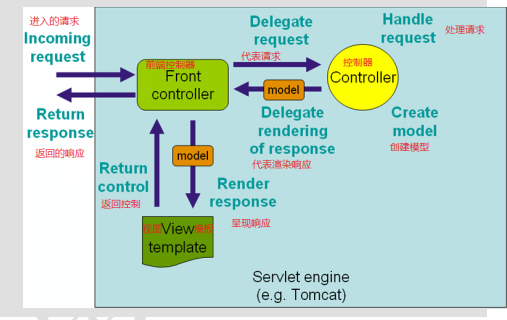 进入的请求
Incoming
request
Delegate
request
代表请求
Handle
request
处理请求
前端控制器
Front
controller
控制器
Controller
model
Return
response
返回的响应
Delegate
rendering
of response
代表渲染响应
Create
model
创建模型
model
Return
control
返回控制
Render
response
呈现响应
View
模板
template
Servlet engine
(e.g. Tomcat)